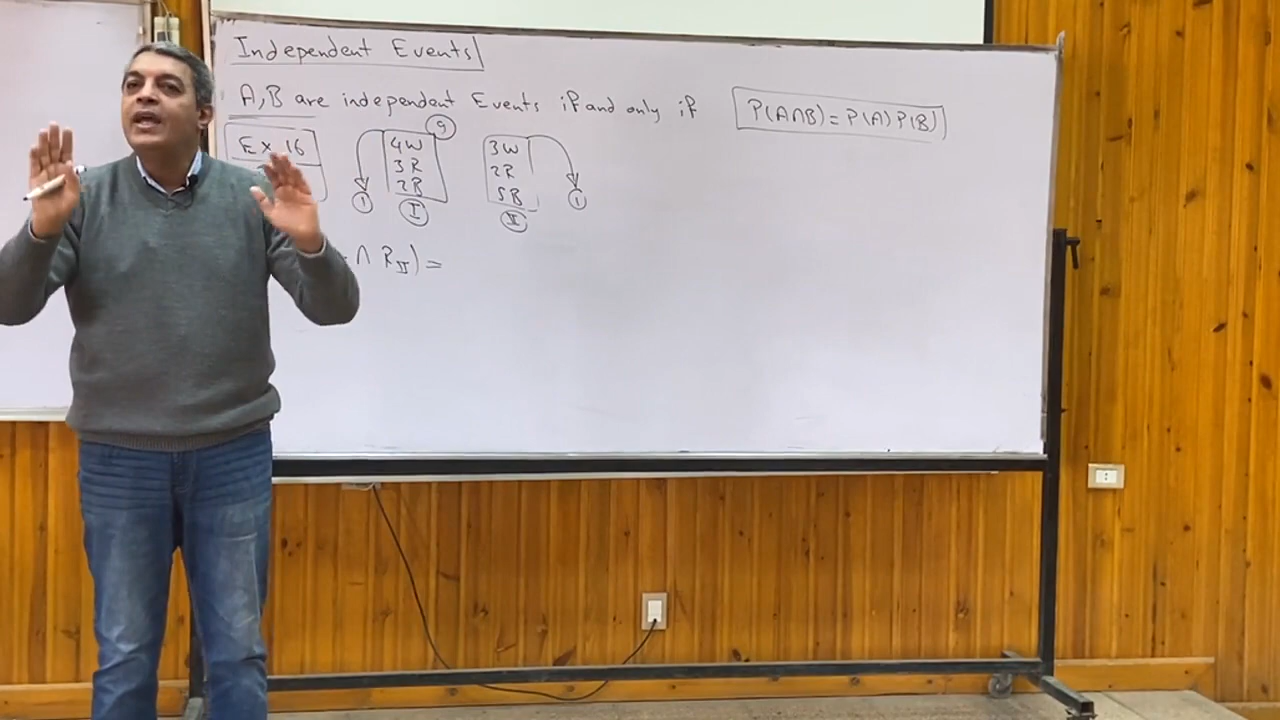 Independent Events
A,B are independent Events if and only if P(A∩B) = P(A) P(B)
Ex 16
4W
3R
2B
9
1
I
3W
2R
5B
1
II
∩ R_II) =